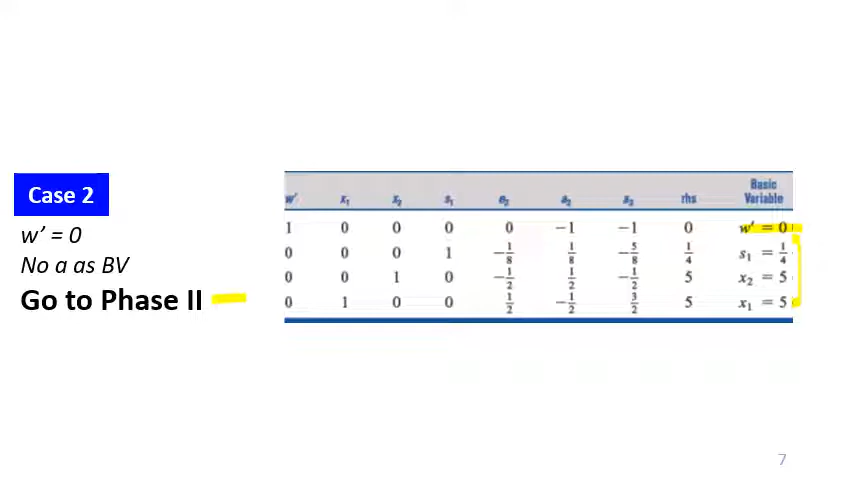 Case 2
w' = 0
No a as BV
Go to Phase II
w' x₁ x₂ s₁ e₂ a₂ a₃ rhs Basic Variable
1 0 0 0 0 −1 −1 0 w' = 0
0 0 0 1 −1/8 1/8 −5/8 1/4 s₁ = 1/4
0 0 1 0 −1/2 1/2 −1/2 5 x₂ = 5
0 1 0 0 1/2 −1/2 3/2 5 x₁ = 5
7